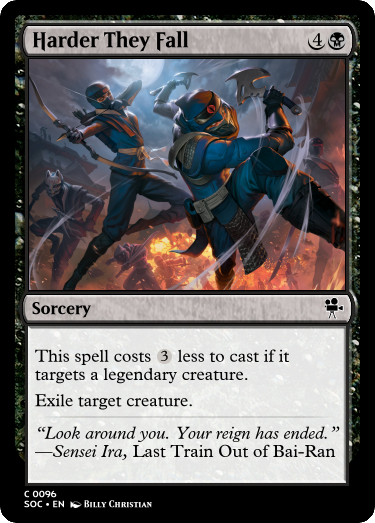 Harder They Fall 4
Sorcery
This spell costs 3 less to cast if it
targets a legendary creature.
Exile target creature.
“Look around you. Your reign has ended.”
—Sensei Ira, Last Train Out of Bai-Ran
C 0096
SOC • EN Billy Christian